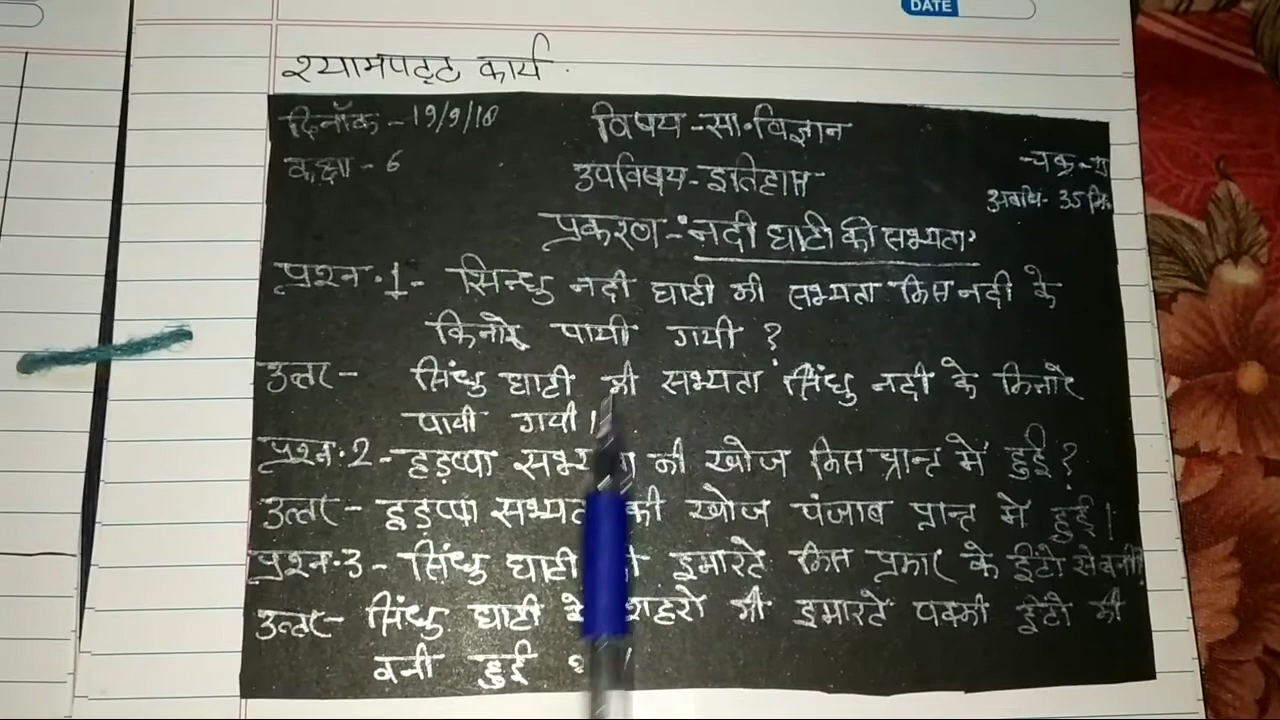 DATE
श्यामपट्ट कार्य
दिनाँक - 19/9/18
विषय - सा. विज्ञान
कक्षा - 6
उपविषय - इतिहास
चक्र -
अवधि - 35 मि
प्रकरण - "नदी घाटी की सभ्यता"
प्रश्न.1 - सिन्धु नदी घाटी की सभ्यता किस नदी के
किनारे पायी गयी ?
उत्तर - सिंधु घाटी की सभ्यता सिंधु नदी के किनारे
पायी गयी।
प्रश्न.2 - हड़प्पा सभ्यता की खोज किस प्रान्त में हुई?
उत्तर - हड़प्पा सभ्यता की खोज पंजाब प्रान्त में हुई।
प्रश्न.3 - सिंधु घाटी की इमारते किस प्रकार के ईटो से बनी?
उत्तर - सिंधु घाटी के शहरो की इमारतें पक्की ईटो की
बनी हुई